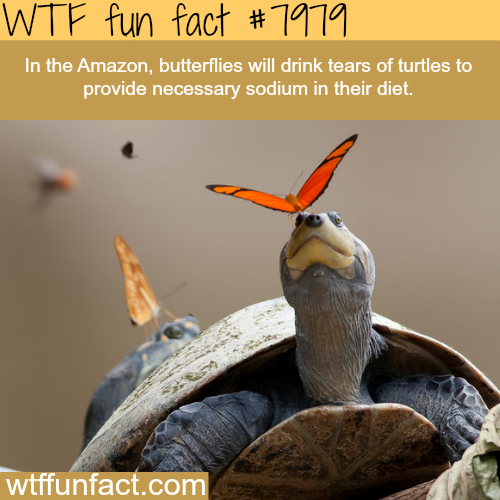 WTF fun fact #7979
In the Amazon, butterflies will drink tears of turtles to
provide necessary sodium in their diet.
wtffunfact.com